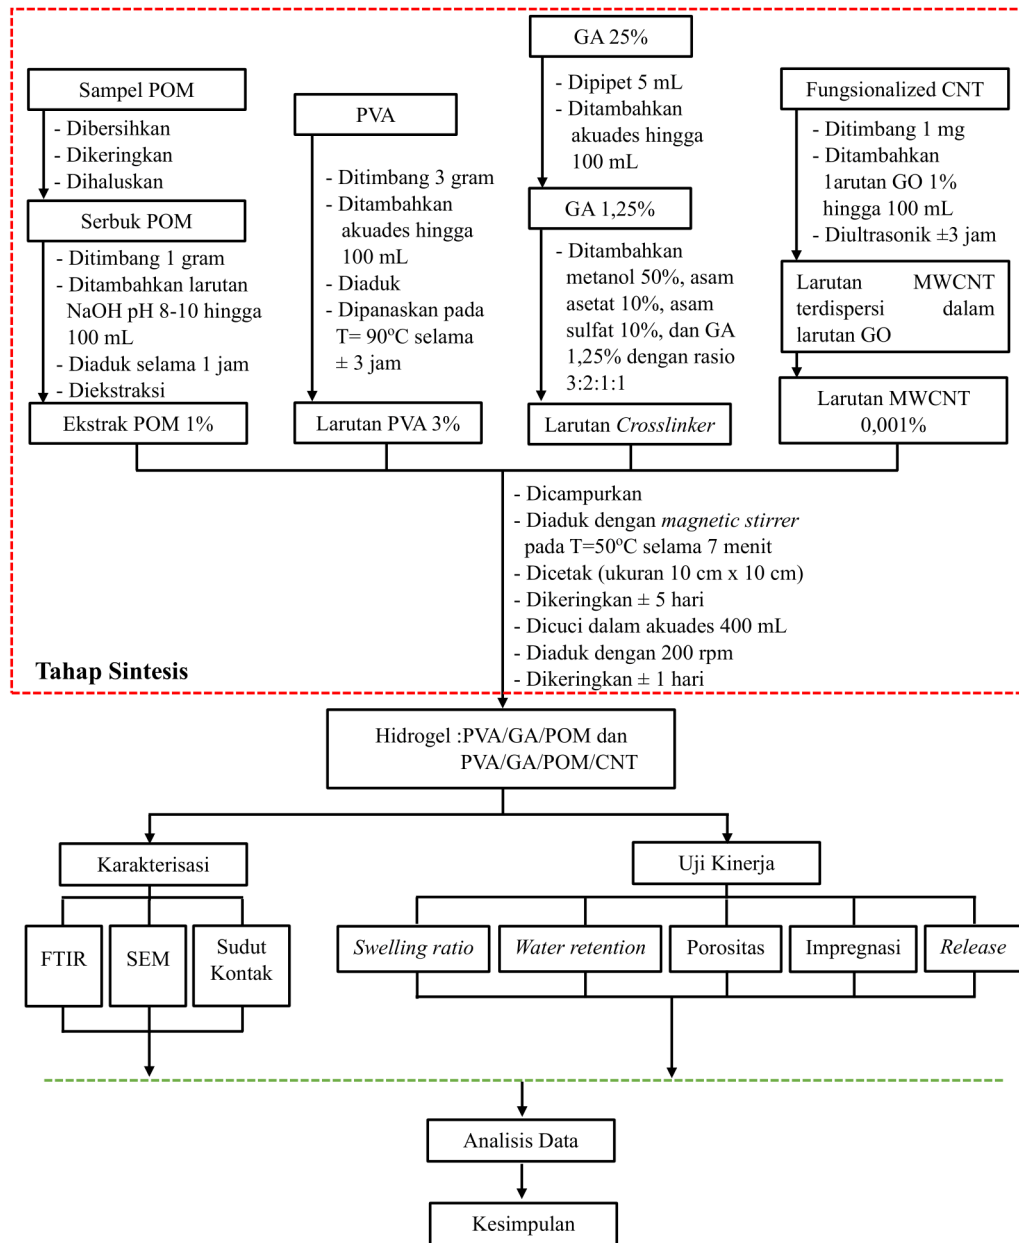 Sampel POM
- Dibersihkan
- Dikeringkan
- Dihaluskan
Serbuk POM
- Ditimbang 1 gram
- Ditambahkan larutan
NaOH pH 8-10 hingga
100 mL
- Diaduk selama 1 jam
- Diekstraksi
Ekstrak POM 1%
PVA
- Ditimbang 3 gram
- Ditambahkan
akuades hingga
100 mL
- Diaduk
- Dipanaskan pada
T= 90ºC selama
± 3 jam
Larutan PVA 3%
GA 25%
- Dipipet 5 mL
- Ditambahkan
akuades hingga
100 mL
GA 1,25%
- Ditambahkan
metanol 50%, asam
asetat 10%, asam
sulfat 10%, dan GA
1,25% dengan rasio
3:2:1:1
Larutan Crosslinker
Fungsionalized CNT
- Ditimbang 1 mg
- Ditambahkan
1arutan GO 1%
hingga 100 mL
- Diultrasonik ±3 jam
Larutan MWCNT
terdispersi dalam
larutan GO
Larutan MWCNT
0,001%
- Dicampurkan
- Diaduk dengan magnetic stirrer
pada T=50ºC selama 7 menit
- Dicetak (ukuran 10 cm x 10 cm)
- Dikeringkan ± 5 hari
- Dicuci dalam akuades 400 mL
- Diaduk dengan 200 rpm
- Dikeringkan ± 1 hari
Tahap Sintesis
Hidrogel :PVA/GA/POM dan
PVA/GA/POM/CNT
Karakterisasi
Uji Kinerja
FTIR
SEM
Sudut
Kontak
Swelling ratio
Water retention
Porositas
Impregnasi
Release
Analisis Data
Kesimpulan